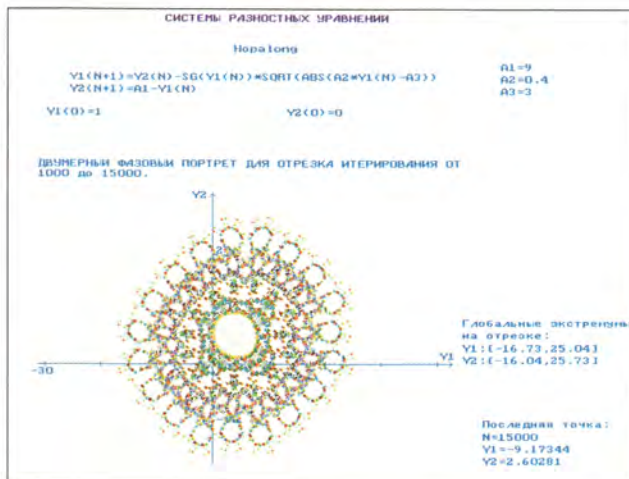 СИСТЕМЫ РАЗНОСТНЫХ УРАВНЕНИЙ
Hopalong
Y1(N+1)=Y2(N)-SG(Y1(N))*SQRT(ABS(A2*Y1(N)-A3))
Y2(N+1)=A1-Y1(N)
A1=9
A2=0.4
A3=3
Y1(0)=1
Y2(0)=0
ДВУМЕРНЫЙ ФАЗОВЫЙ ПОРТРЕТ ДЛЯ ОТРЕЗКА ИТЕРИРОВАНИЯ ОТ
1000 до 15000.
Y2
-30
Y1
Глобальные экстремумы
на отрезке:
Y1:[-16.73,25.04]
Y2:[-16.04,25.73]
Последняя точка:
N=15000
Y1=-9.17344
Y2=2.60281